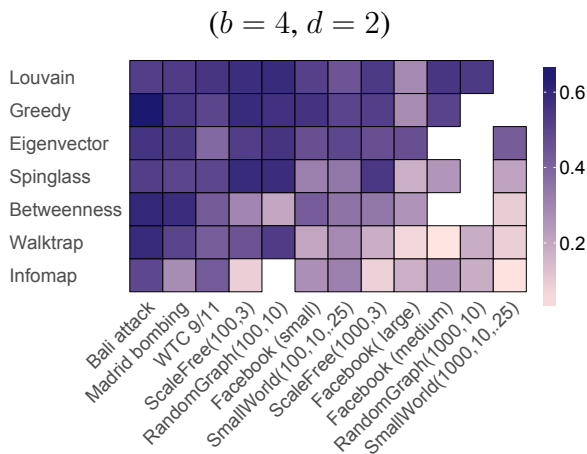 (b = 4, d = 2)
Louvain
Greedy
Eigenvector
Spinglass
Betweenness
Walktrap
Infomap
0.6
0.4
0.2
Bali attack
Madrid bombing
WTC 9/11
ScaleFree(100,3)
RandomGraph(100,10)
Facebook (small)
SmallWorld(100,10,.25)
ScaleFree(1000,3)
Facebook( large)
Facebook (medium)
RandomGraph(1000,10)
SmallWorld(1000,10,.25)